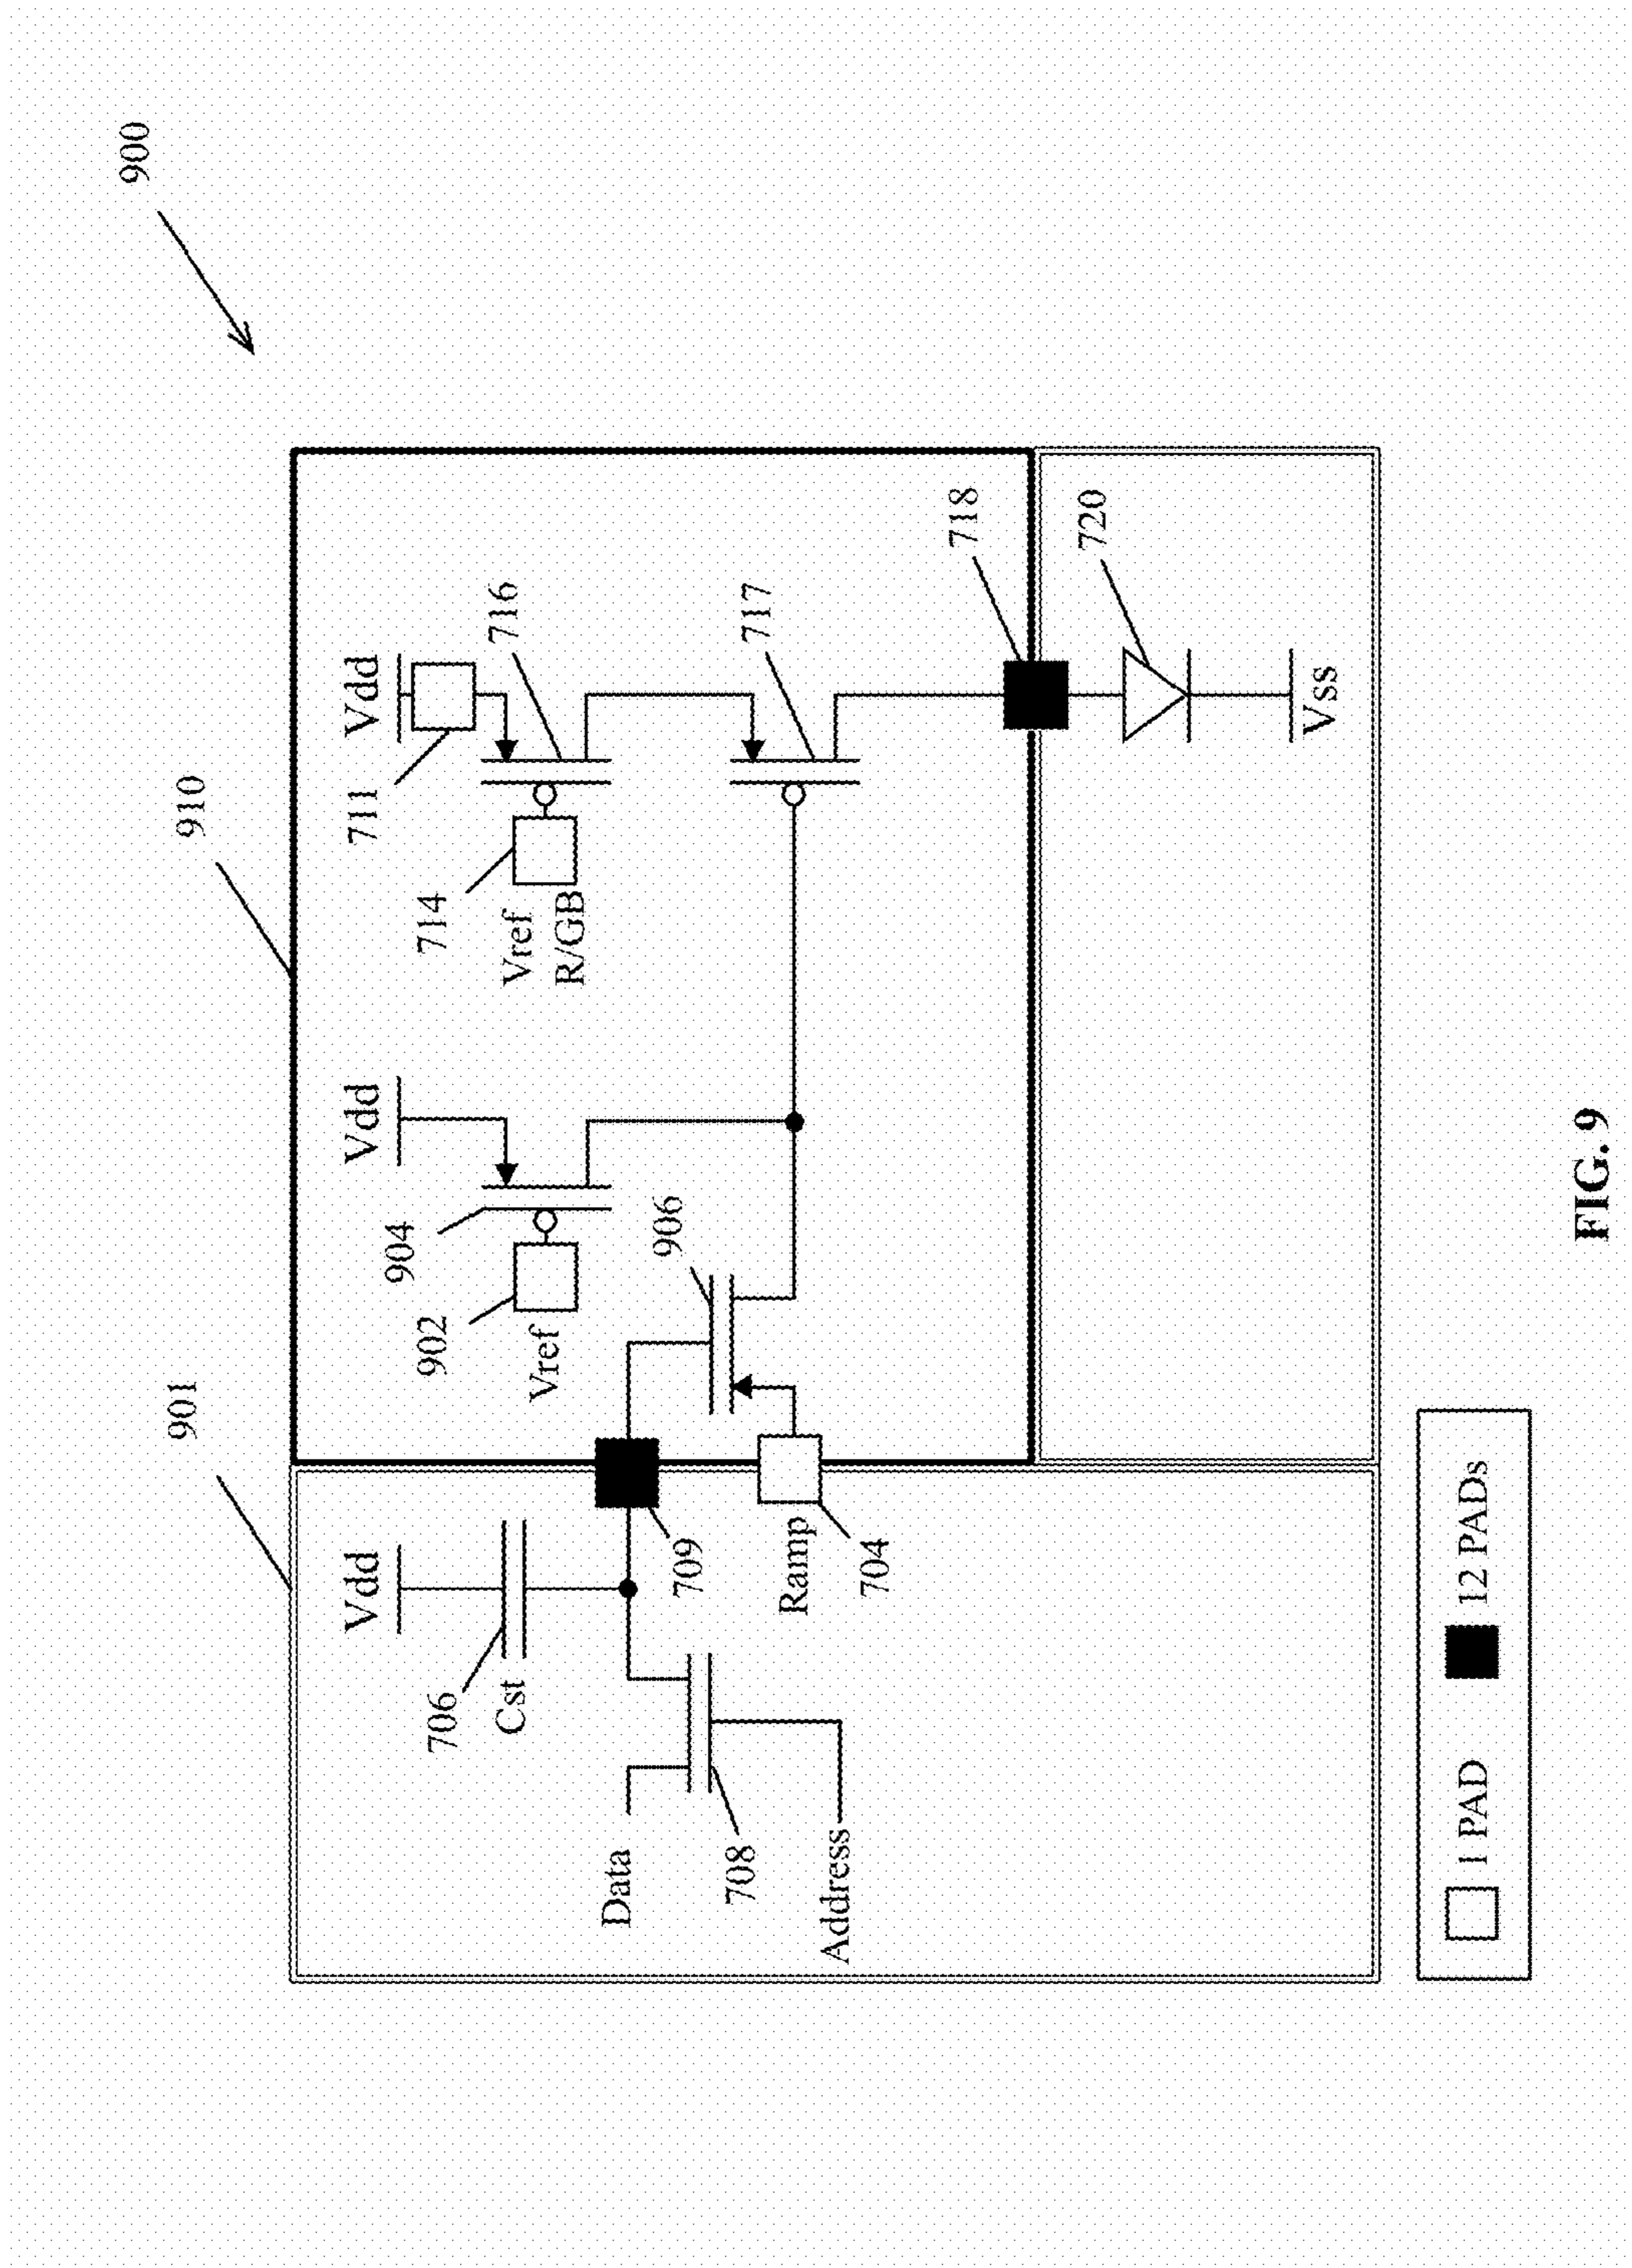 900
901
910
Vdd
Vdd
Vdd
706
Cst
904
902
Vref
711
716
714
Vref
R/GB
906
717
718
709
Ramp
704
Data
708
Address
720
Vss
1 PAD
12 PADs
FIG. 9